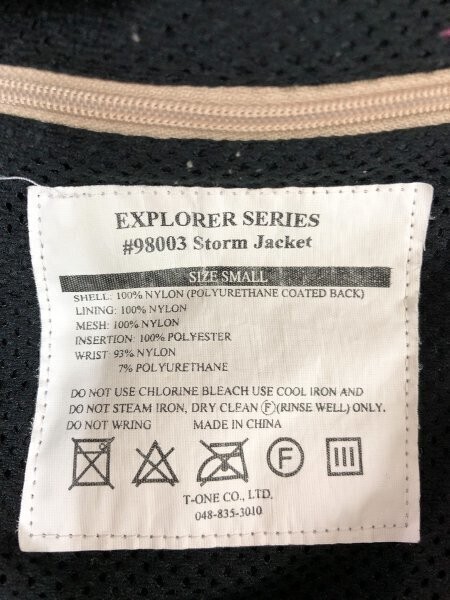 EXPLORER SERIES
#98003 Storm Jacket
SIZE SMALL
SHELL: 100% NYLON (POLYURETHANE COATED BACK)
LINING: 100% NYLON
MESH: 100% NYLON
INSERTION: 100% POLYESTER
WRIST: 93% NYLON
7% POLYURETHANE
DO NOT USE CHLORINE BLEACH USE COOL IRON AND
DO NOT STEAM IRON, DRY CLEAN Ⓕ(RINSE WELL) ONLY.
DO NOT WRING MADE IN CHINA
F
T-ONE CO., LTD.
048-835-3010